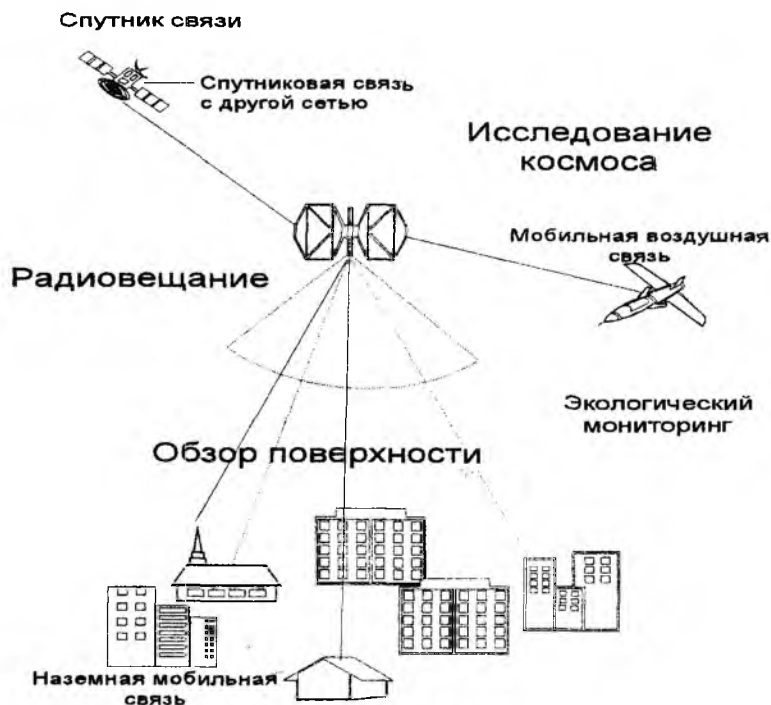 Спутник связи
Спутниковая связь
с другой сетью
Исследование
космоса
Мобильная воздушная
связь
Радиовещание
Экологический
мониторинг
Обзор поверхности
Наземная мобильная
связь